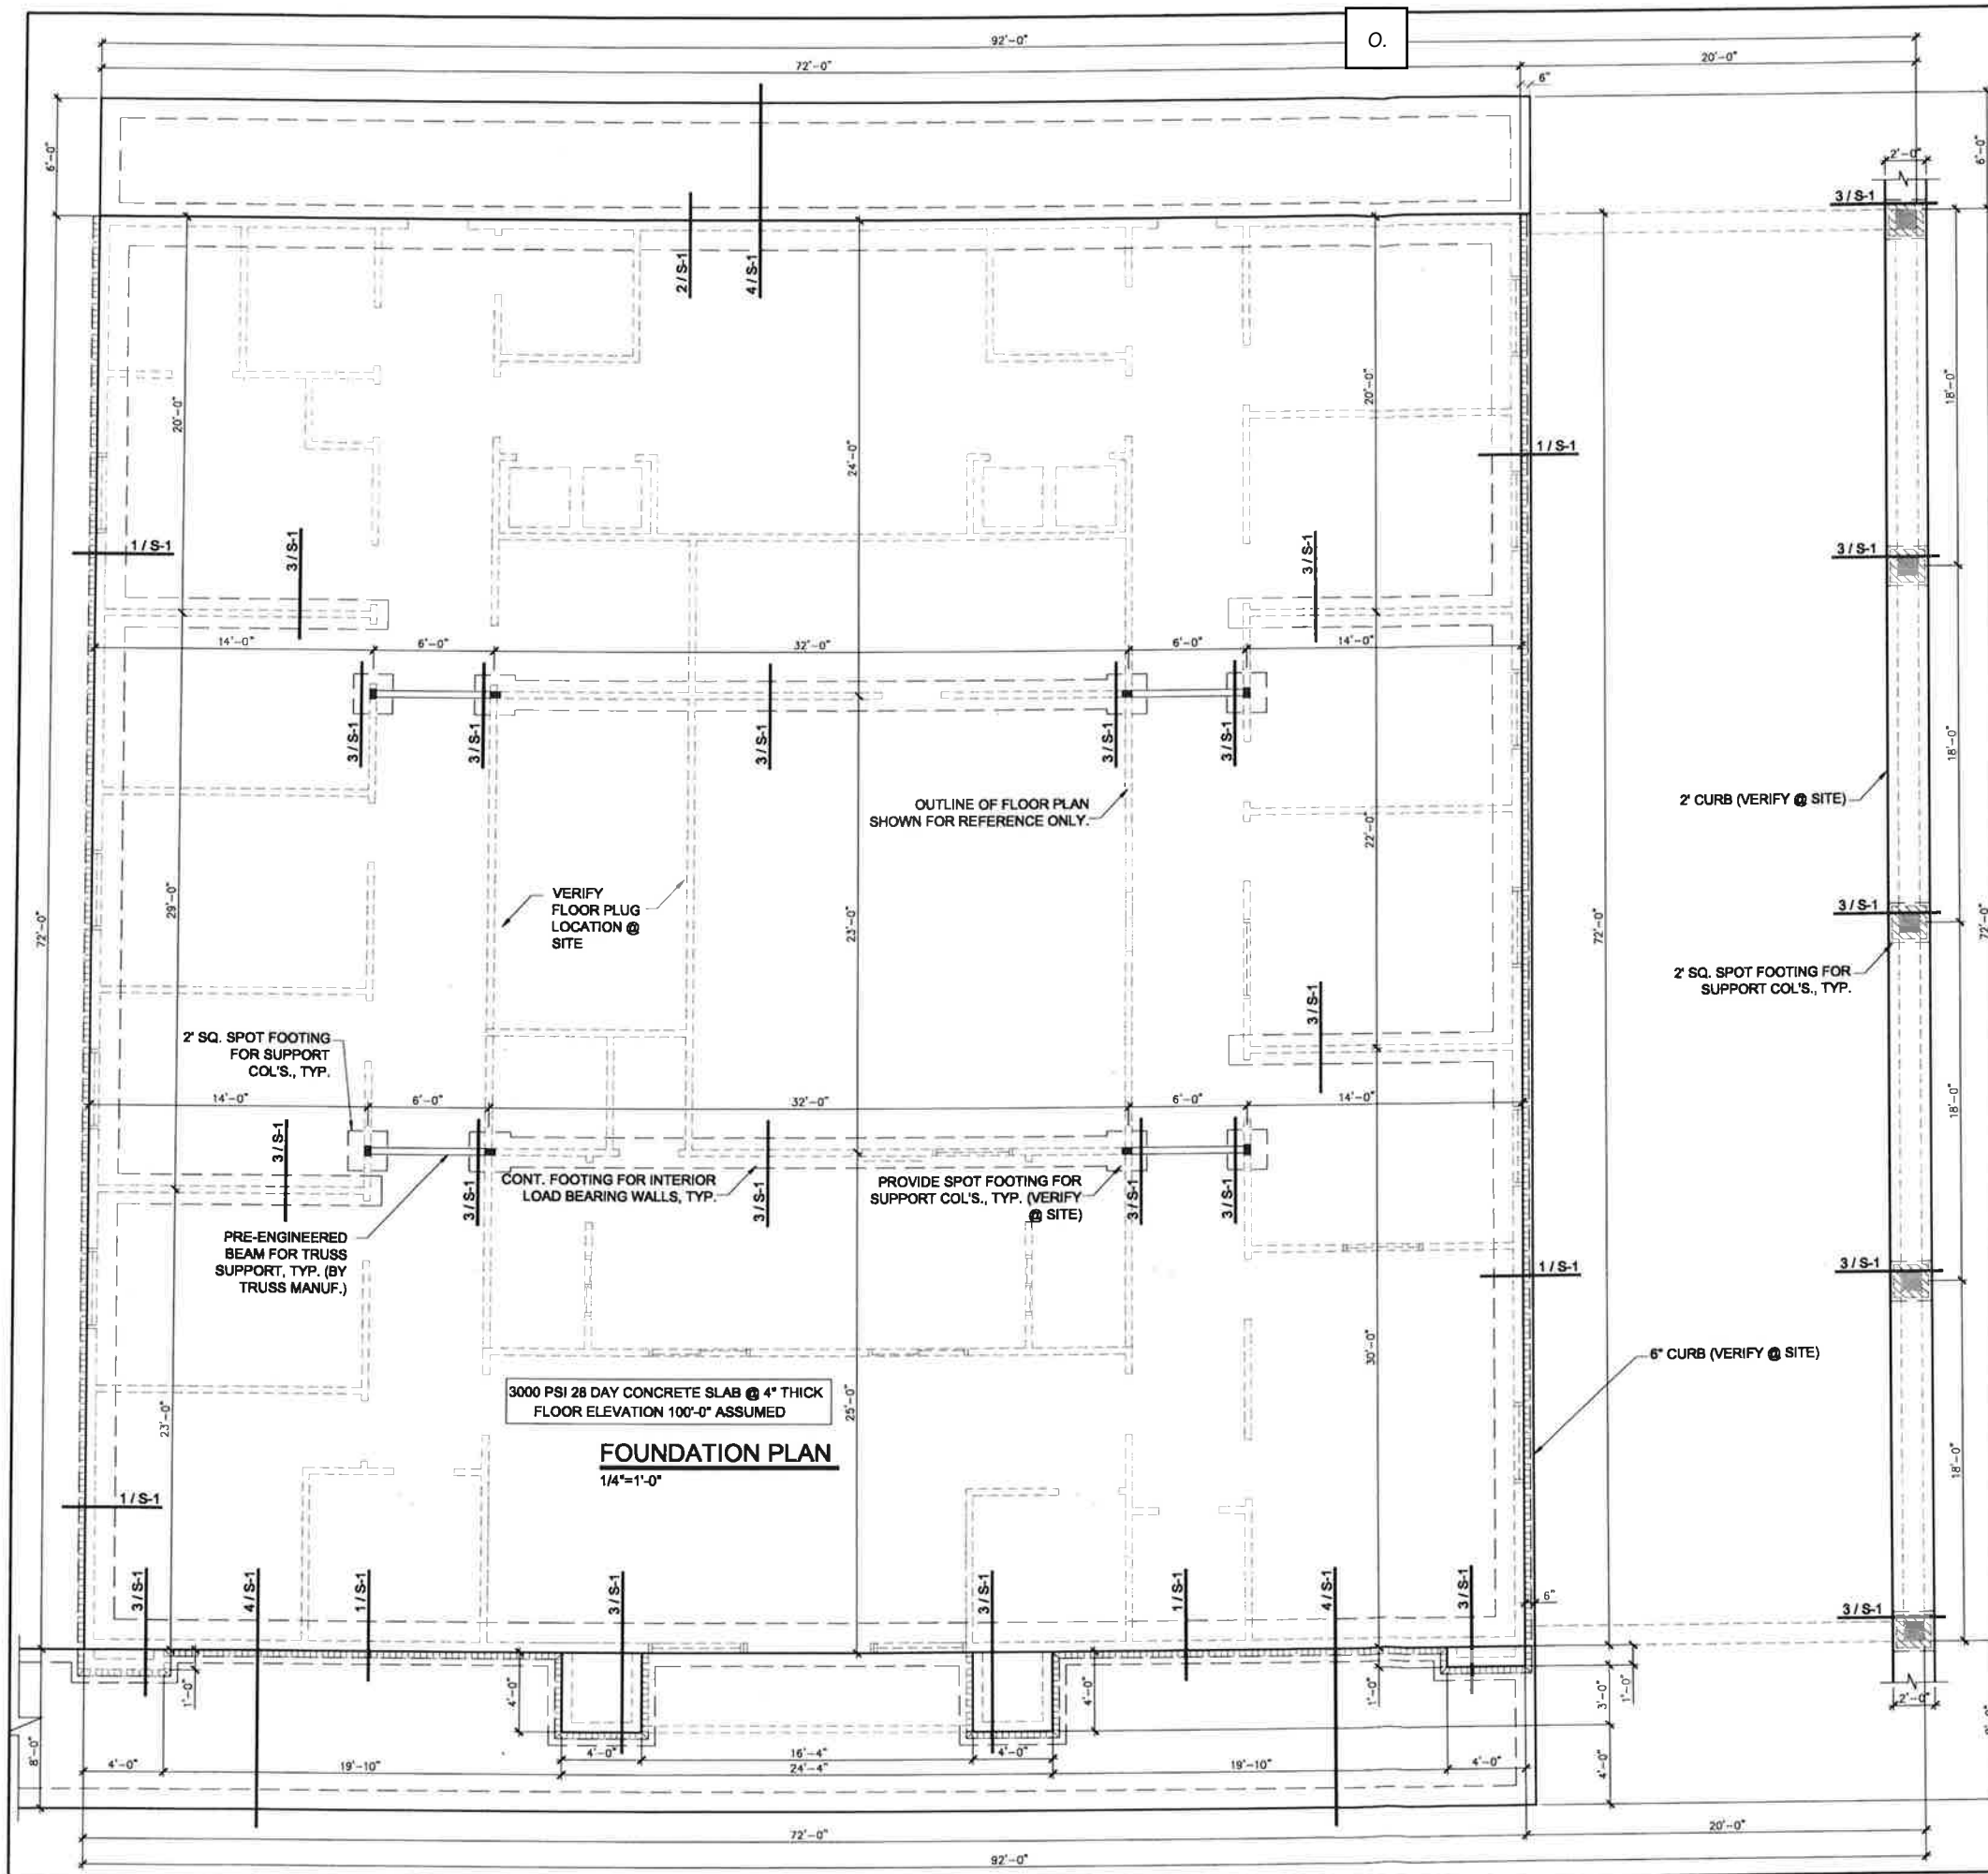 O.
92'-0"
72'-0"
20'-0"
6"
6'-0"
6'-0"
2'-0"
3 / S-1
2 / S-1
4 / S-1
20'-0"
24'-0"
20'-0"
18'-0"
1 / S-1
1 / S-1
3 / S-1
3 / S-1
3 / S-1
14'-0"
6'-0"
32'-0"
6'-0"
14'-0"
3 / S-1
3 / S-1
3 / S-1
3 / S-1
3 / S-1
18'-0"
OUTLINE OF FLOOR PLAN
SHOWN FOR REFERENCE ONLY.
2' CURB (VERIFY @ SITE)
22'-0"
VERIFY
FLOOR PLUG
LOCATION @
SITE
29'-0"
23'-0"
72'-0"
72'-0"
72'-0"
3 / S-1
2' SQ. SPOT FOOTING FOR
SUPPORT COL'S., TYP.
3 / S-1
2' SQ. SPOT FOOTING
FOR SUPPORT
COL'S., TYP.
14'-0"
6'-0"
32'-0"
6'-0"
14'-0"
18'-0"
3 / S-1
3 / S-1
3 / S-1
3 / S-1
3 / S-1
CONT. FOOTING FOR INTERIOR
LOAD BEARING WALLS, TYP.
PROVIDE SPOT FOOTING FOR
SUPPORT COL'S., TYP. (VERIFY
@ SITE)
PRE-ENGINEERED
BEAM FOR TRUSS
SUPPORT, TYP. (BY
TRUSS MANUF.)
1 / S-1
3 / S-1
30'-0"
6" CURB (VERIFY @ SITE)
3000 PSI 28 DAY CONCRETE SLAB @ 4" THICK
FLOOR ELEVATION 100'-0" ASSUMED
23'-0"
25'-0"
FOUNDATION PLAN
1/4"=1'-0"
18'-0"
1 / S-1
3 / S-1
4 / S-1
1 / S-1
3 / S-1
3 / S-1
1 / S-1
4 / S-1
3 / S-1
6"
3 / S-1
1'-0"
4'-0"
4'-0"
1'-0"
3'-0"
1'-0"
2'-0"
8'-0"
4'-0"
19'-10"
4'-0"
16'-4"
4'-0"
24'-4"
19'-10"
4'-0"
4'-0"
72'-0"
20'-0"
92'-0"